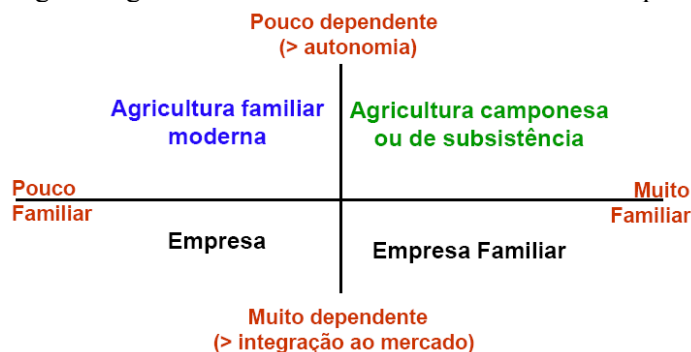 Pouco dependente
(> autonomia)
Agricultura familiar
moderna
Agricultura camponesa
ou de subsistência
Pouco
Familiar
Muito
Familiar
Empresa
Empresa Familiar
Muito dependente
(> integração ao mercado)